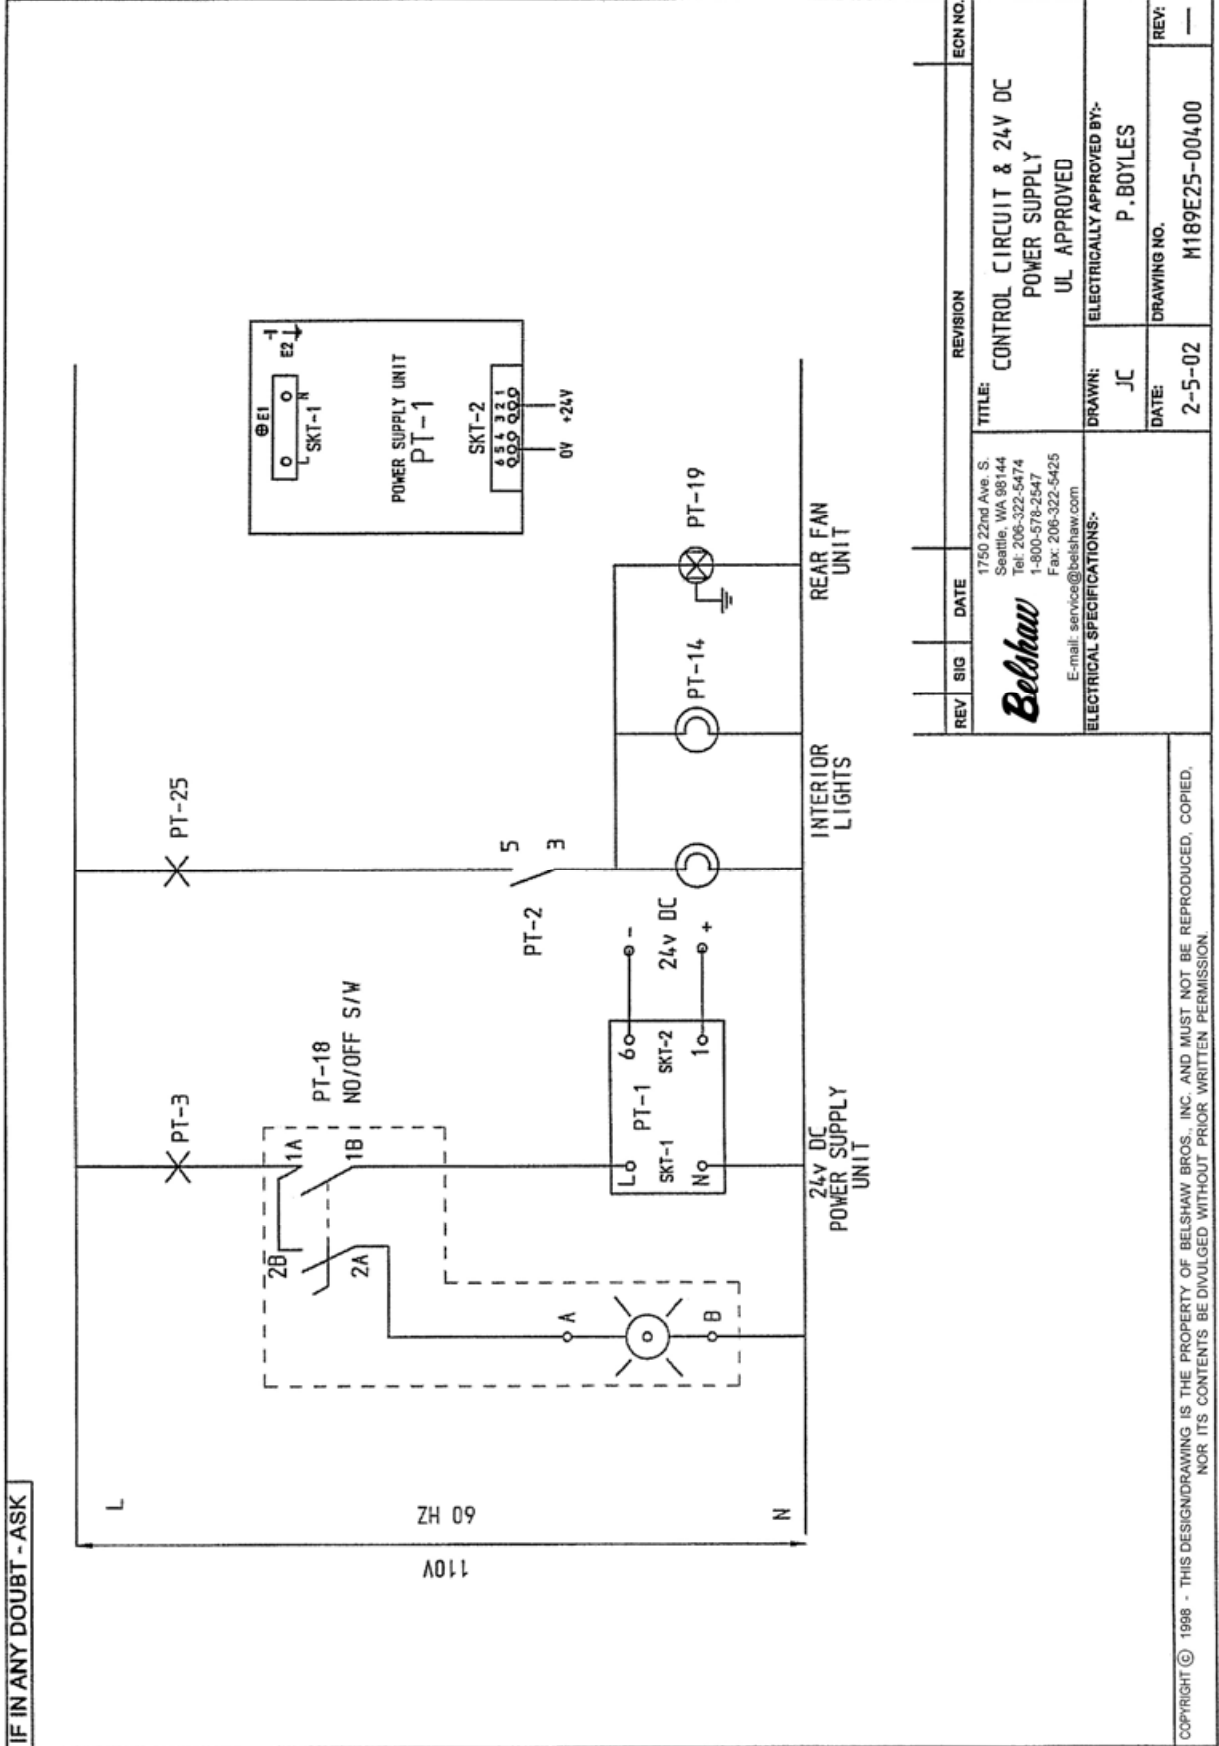 IF IN ANY DOUBT - ASK
L
110V
60 HZ
N
PT-3
PT-18
NO/OFF S/W
1A
1B
2B
2A
A
B
L
N
SKT-1
PT-1
SKT-2
6
1
-
24v DC
+
24v DC
POWER SUPPLY
UNIT
PT-25
5
3
PT-2
PT-14
INTERIOR
LIGHTS
PT-19
REAR FAN
UNIT
E1
E2
L
N
SKT-1
POWER SUPPLY UNIT
PT-1
SKT-2
6 5 4 3 2 1
0V +24V
REV SIG DATE REVISION ECN NO.
Belshaw
1750 22nd Ave. S.
Seattle, WA 98144
Tel: 206-322-5474
1-800-578-2547
Fax: 206-322-5425
E-mail: service@belshaw.com
TITLE:
CONTROL CIRCUIT & 24V DC
POWER SUPPLY
UL APPROVED
ELECTRICAL SPECIFICATIONS:-
DRAWN:
JC
ELECTRICALLY APPROVED BY:-
P.BOYLES
DATE:
2-5-02
DRAWING NO.
M189E25-00400
REV:
—
COPYRIGHT © 1998 - THIS DESIGN/DRAWING IS THE PROPERTY OF BELSHAW BROS., INC. AND MUST NOT BE REPRODUCED, COPIED,
NOR ITS CONTENTS BE DIVULGED WITHOUT PRIOR WRITTEN PERMISSION.